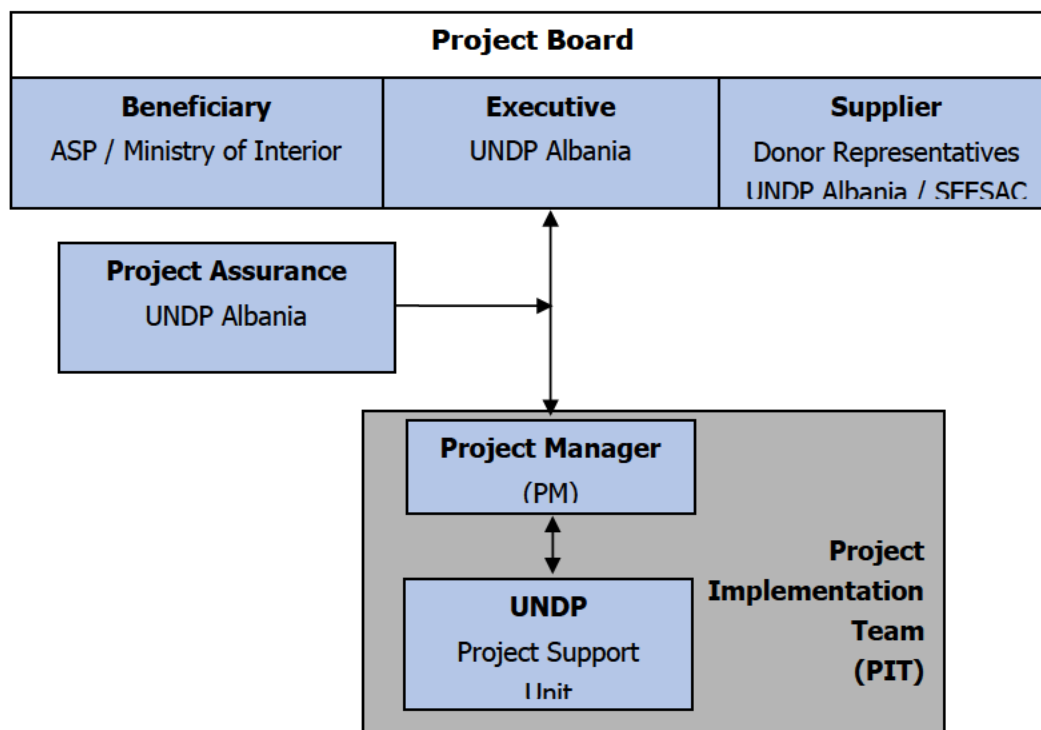 Project Board
Beneficiary
ASP / Ministry of Interior
Executive
UNDP Albania
Supplier
Donor Representatives
UNDP Albania / SEESAC
Project Assurance
UNDP Albania
Project Manager
(PM)
UNDP
Project Support
Unit
Project
Implementation
Team
(PIT)